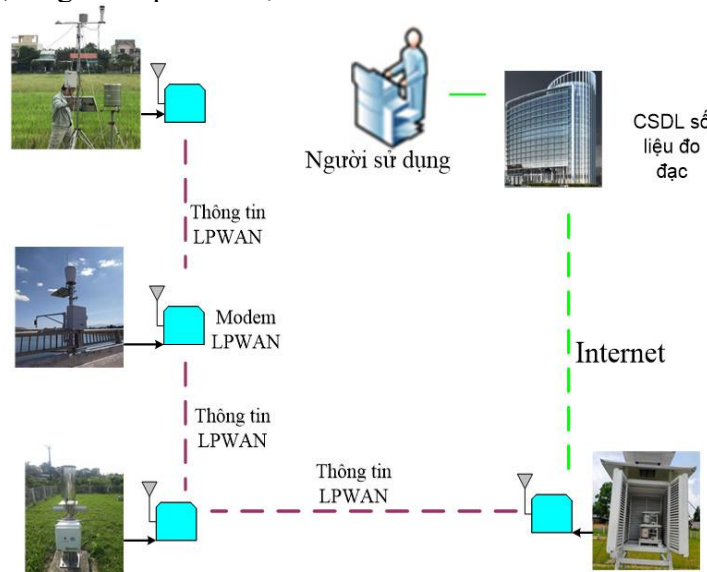 CSDL số
liệu đo
đạc
Người sử dụng
Thông tin
LPWAN
Modem
LPWAN
Internet
Thông tin
LPWAN
Thông tin
LPWAN